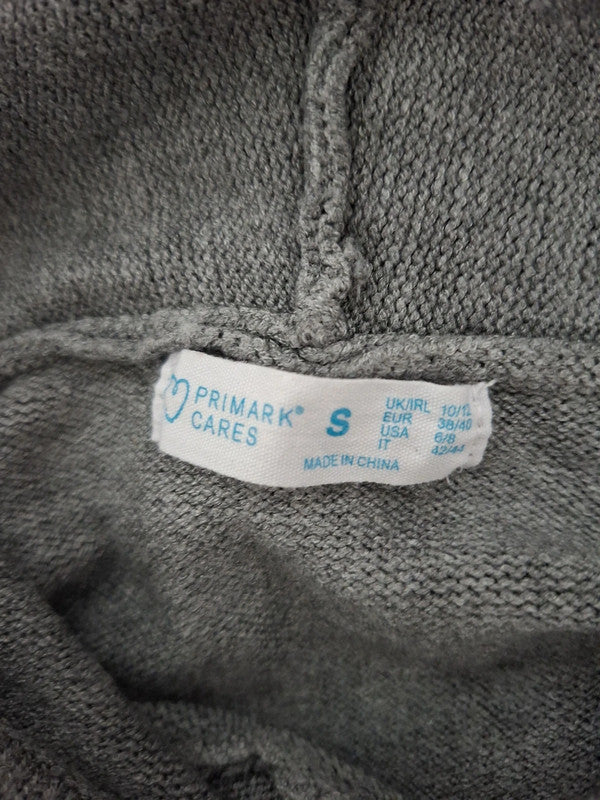 PRIMARK®
CARES
S
UK/IRL 10/12
EUR 38/40
USA 6/8
IT 42/44
MADE IN CHINA